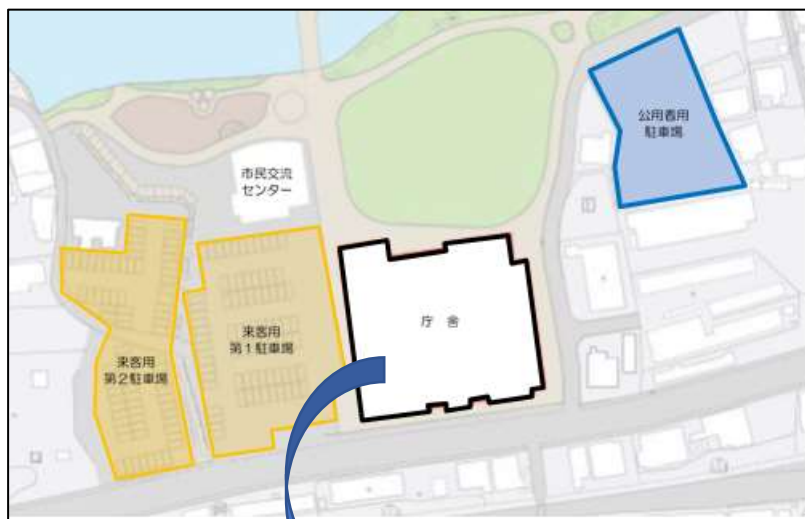 公用者用
駐車場
市民交流
センター
庁 舎
来客用
第1駐車場
来客用
第2駐車場